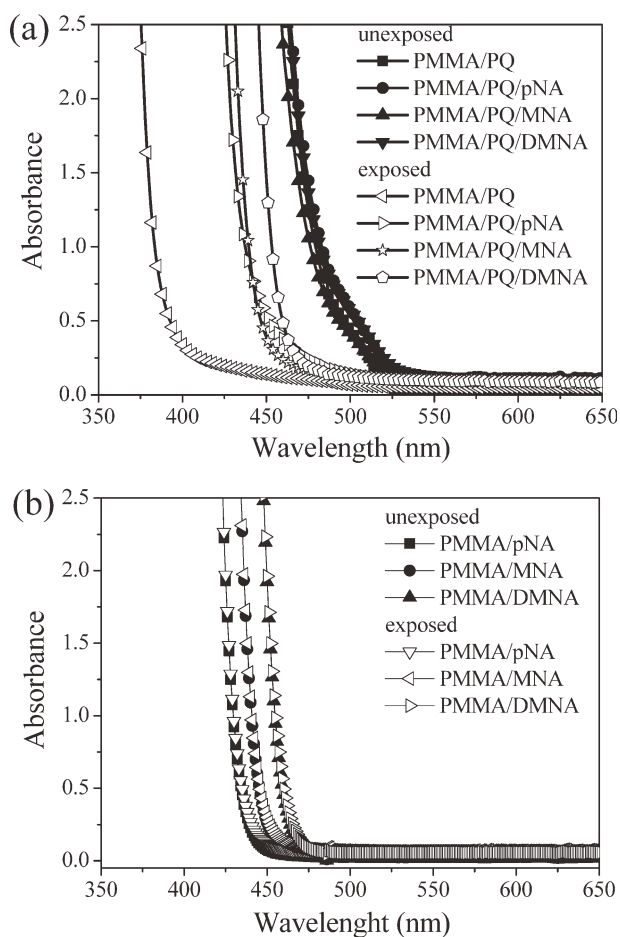 (a)
2.5
2.0
1.5
1.0
0.5
0.0
Absorbance
unexposed
PMMA/PQ
PMMA/PQ/pNA
PMMA/PQ/MNA
PMMA/PQ/DMNA
exposed
PMMA/PQ
PMMA/PQ/pNA
PMMA/PQ/MNA
PMMA/PQ/DMNA
350 400 450 500 550 600 650
Wavelength (nm)
(b)
2.5
2.0
1.5
1.0
0.5
0.0
Absorbance
unexposed
PMMA/pNA
PMMA/MNA
PMMA/DMNA
exposed
PMMA/pNA
PMMA/MNA
PMMA/DMNA
350 400 450 500 550 600 650
Wavelenght (nm)